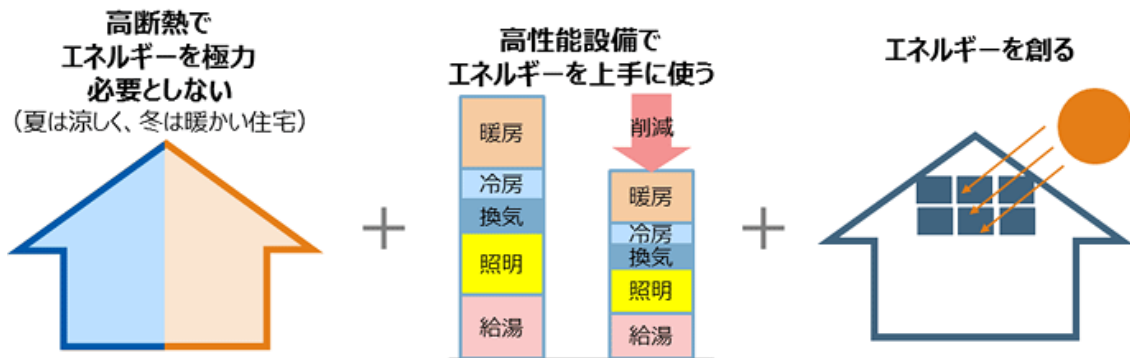 高断熱で
エネルギーを極力
必要としない
（夏は涼しく、冬は暖かい住宅）
高性能設備で
エネルギーを上手に使う
暖房
冷房
換気
照明
給湯
削減
暖房
冷房
換気
照明
給湯
エネルギーを創る